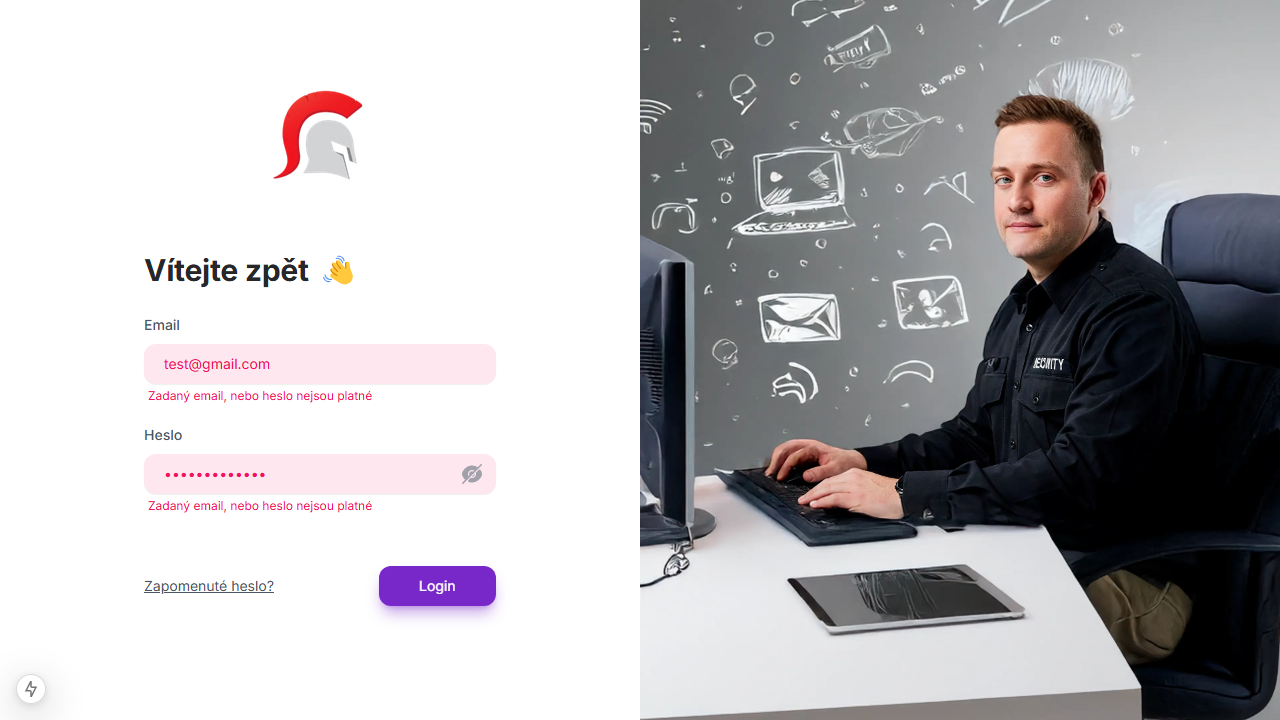 Vítejte zpět 👋
Email
test@gmail.com
Zadaný email, nebo heslo nejsou platné
Heslo
•••••••••••••
Zadaný email, nebo heslo nejsou platné
Zapomenuté heslo?
Login